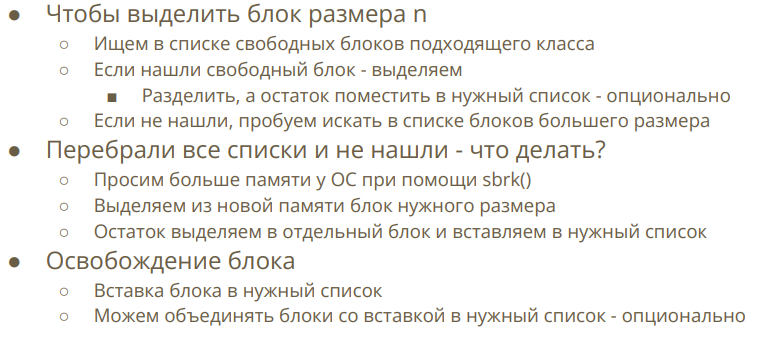 ● Чтобы выделить блок размера n
○ Ищем в списке свободных блоков подходящего класса
○ Если нашли свободный блок - выделяем
■ Разделить, а остаток поместить в нужный список - опционально
○ Если не нашли, пробуем искать в списке блоков большего размера
● Перебрали все списки и не нашли - что делать?
○ Просим больше памяти у ОС при помощи sbrk()
○ Выделяем из новой памяти блок нужного размера
○ Остаток выделяем в отдельный блок и вставляем в нужный список
● Освобождение блока
○ Вставка блока в нужный список
○ Можем объединять блоки со вставкой в нужный список - опционально